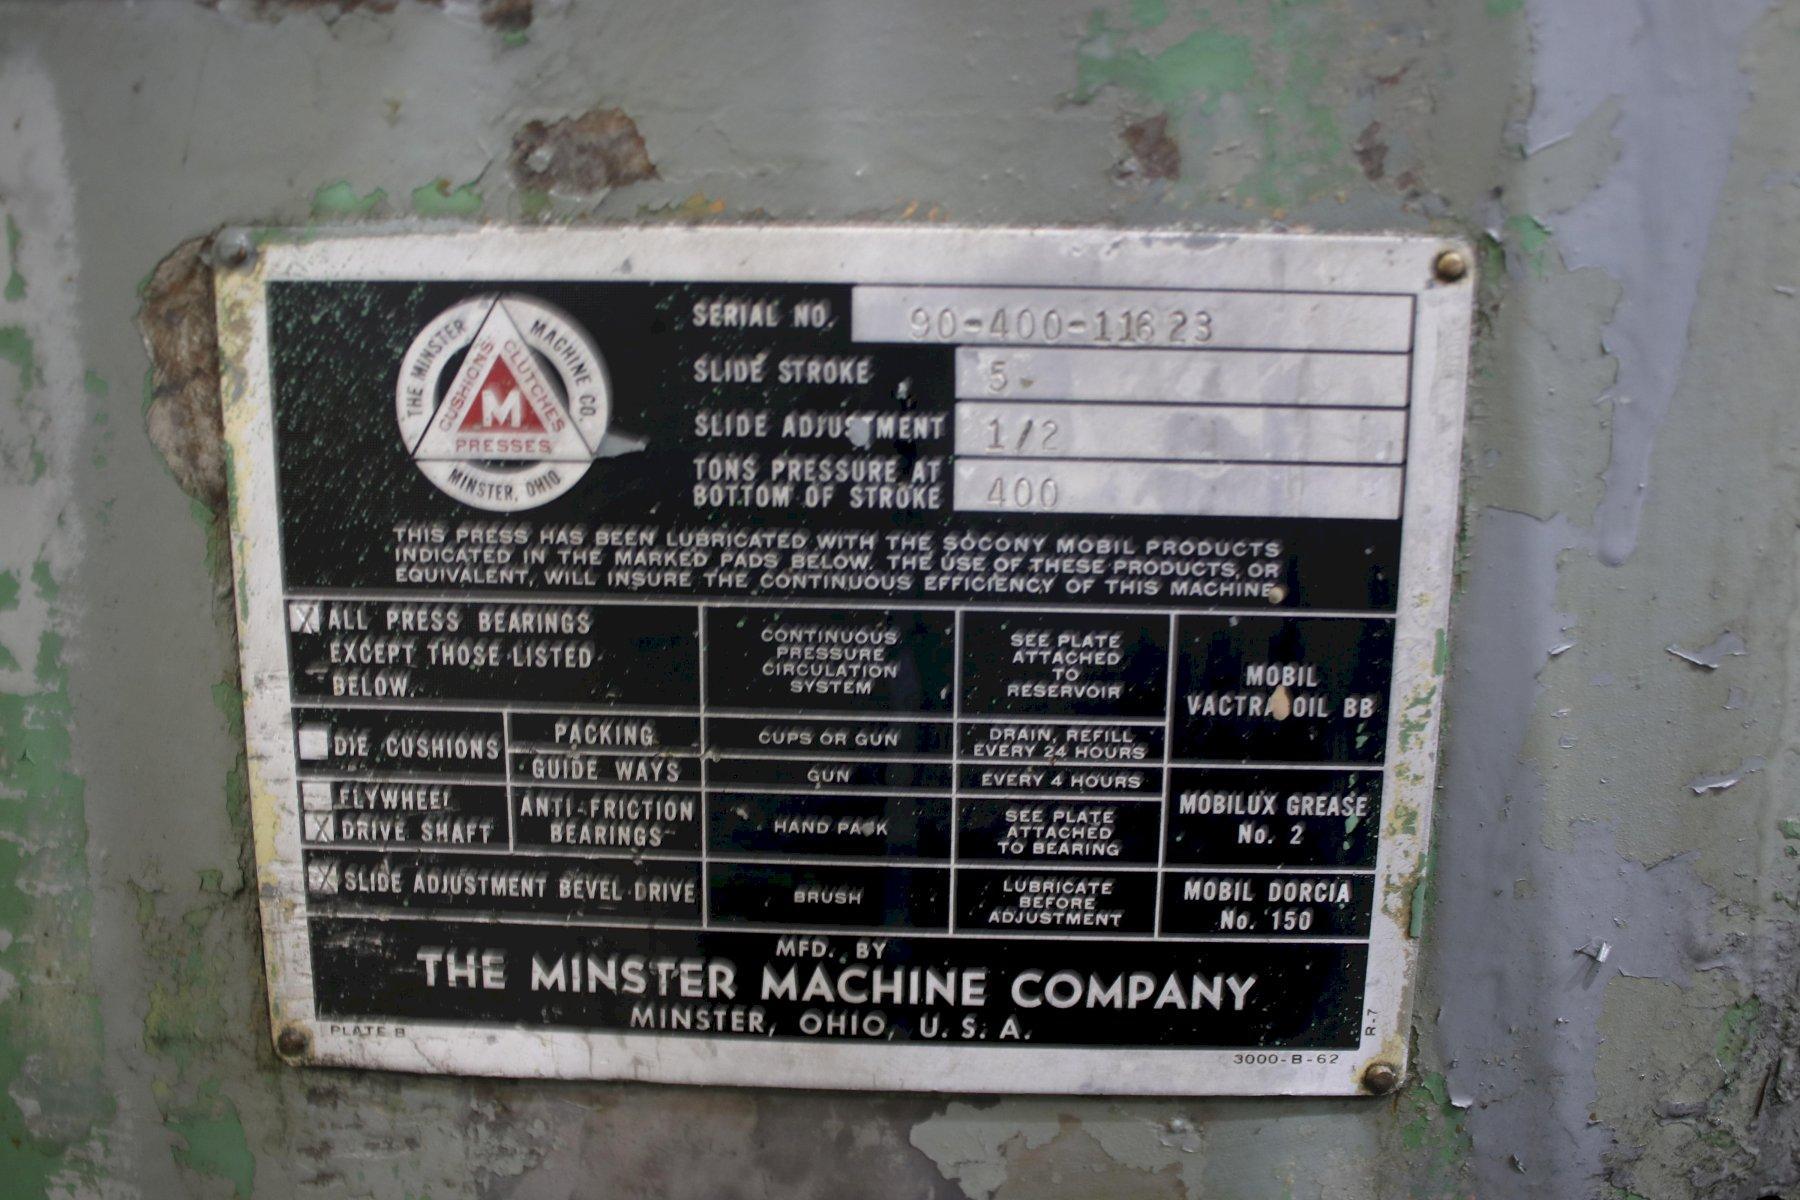 THE MINSTER MACHINE CO.
MINSTER, OHIO
CUSHIONS CLUTCHES
M
PRESSES
SERIAL NO. 90-400-11623
SLIDE STROKE 5
SLIDE ADJUSTMENT 1/2
TONS PRESSURE AT
BOTTOM OF STROKE 400
THIS PRESS HAS BEEN LUBRICATED WITH THE SOCONY MOBIL PRODUCTS
INDICATED IN THE MARKED PADS BELOW. THE USE OF THESE PRODUCTS, OR
EQUIVALENT, WILL INSURE THE CONTINUOUS EFFICIENCY OF THIS MACHINE.
X ALL PRESS BEARINGS
EXCEPT THOSE LISTED
BELOW.
CONTINUOUS
PRESSURE
CIRCULATION
SYSTEM
SEE PLATE
ATTACHED
TO
RESERVOIR
MOBIL
VACTRA OIL BB
DIE CUSHIONS
PACKING
CUPS OR GUN
DRAIN, REFILL
EVERY 24 HOURS
GUIDE WAYS
GUN
EVERY 4 HOURS
FLYWHEEL
X DRIVE SHAFT
ANTI-FRICTION
BEARINGS
HAND PACK
SEE PLATE
ATTACHED
TO BEARING
MOBILUX GREASE
No. 2
X SLIDE ADJUSTMENT BEVEL DRIVE
BRUSH
LUBRICATE
BEFORE
ADJUSTMENT
MOBIL DORCIA
No. 150
MFD. BY
THE MINSTER MACHINE COMPANY
MINSTER, OHIO, U. S. A.
PLATE B
3000-B-62
R-7